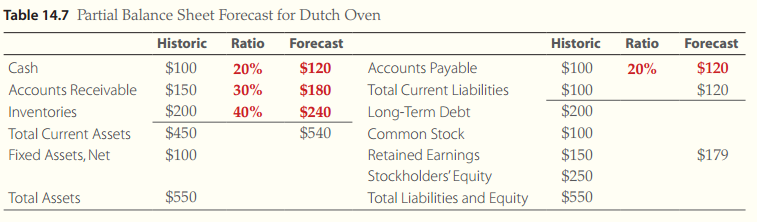 Table 14.7 Partial Balance Sheet Forecast for Dutch Oven
Historic Ratio Forecast Historic Ratio Forecast
Cash $100 20% $120 Accounts Payable $100 20% $120
Accounts Receivable $150 30% $180 Total Current Liabilities $100 $120
Inventories $200 40% $240 Long-Term Debt $200
Total Current Assets $450 $540 Common Stock $100
Fixed Assets, Net $100 Retained Earnings $150 $179
Stockholders' Equity $250
Total Assets $550 Total Liabilities and Equity $550